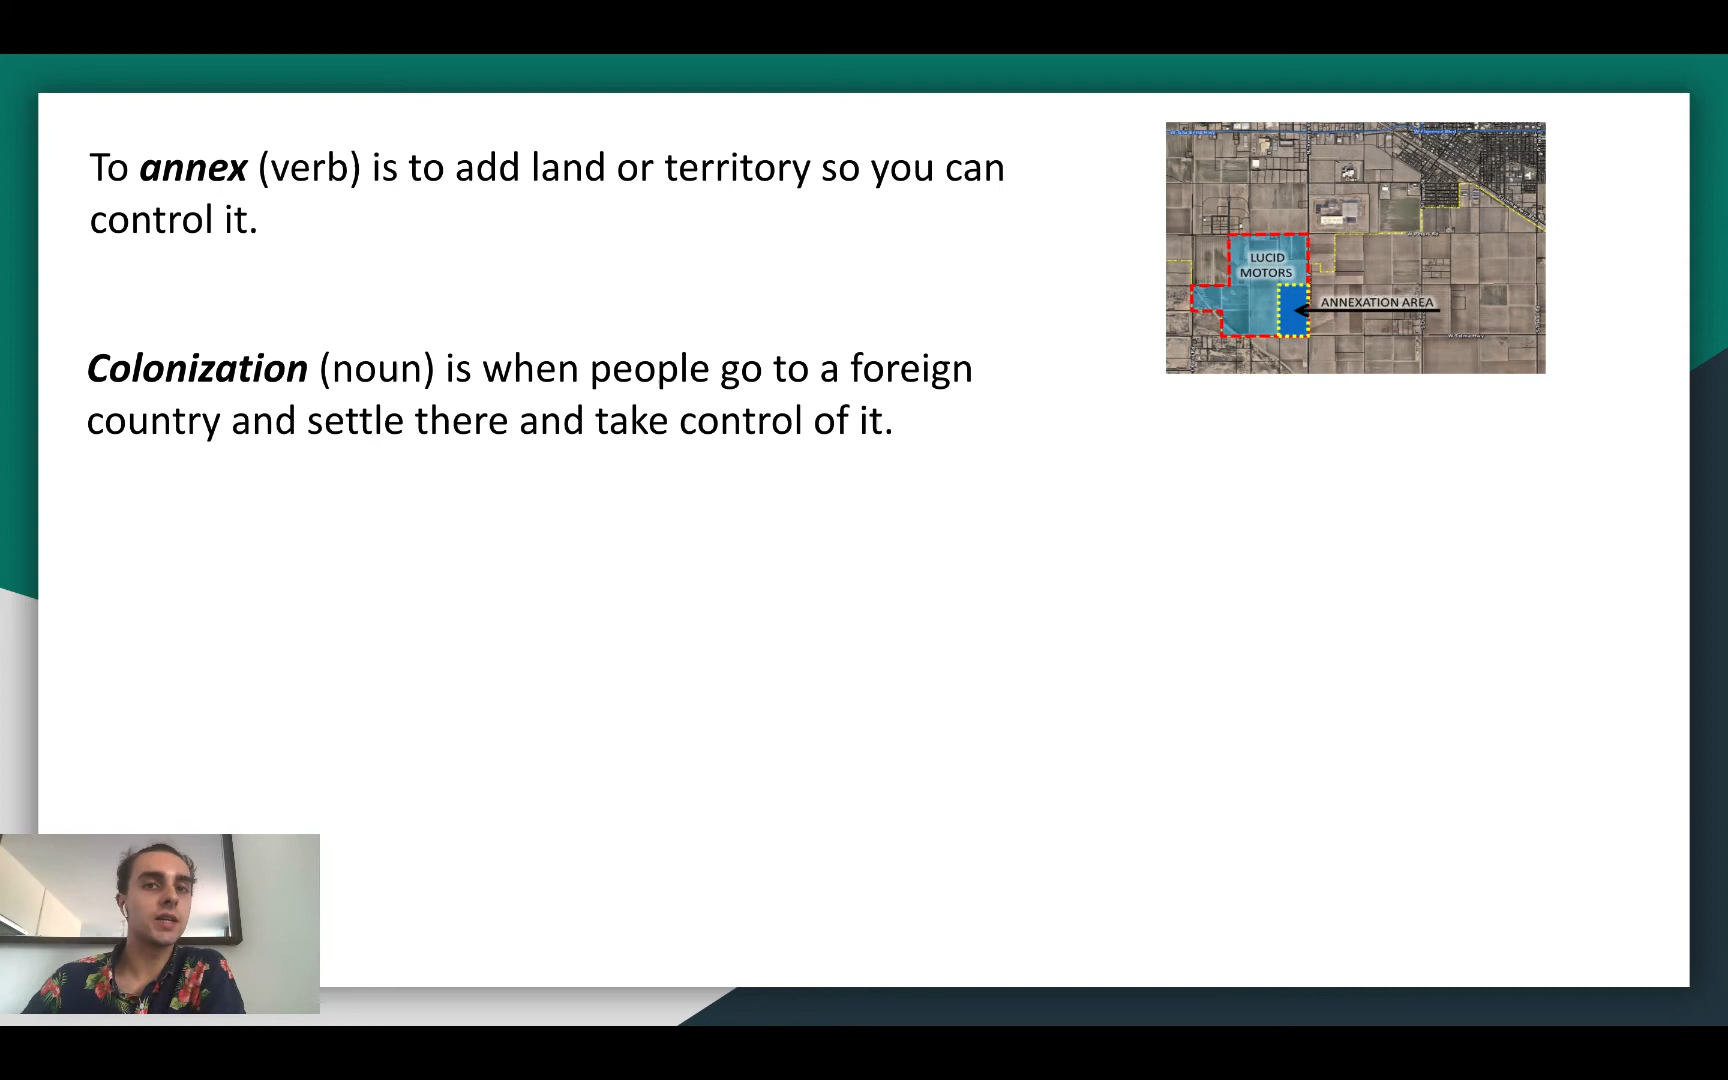 To annex (verb) is to add land or territory so you can
control it.
Colonization (noun) is when people go to a foreign
country and settle there and take control of it.
LUCID
MOTORS
ANNEXATION AREA